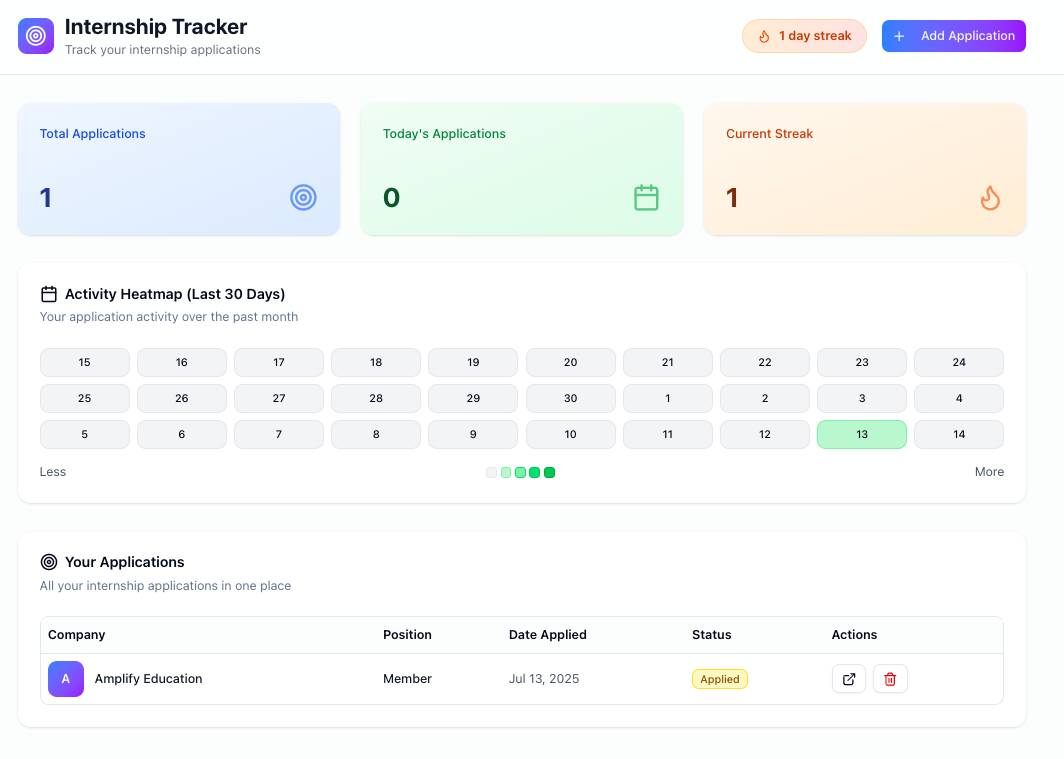 Internship Tracker
Track your internship applications
1 day streak
Add Application
Total Applications
1
Today's Applications
0
Current Streak
1
Activity Heatmap (Last 30 Days)
Your application activity over the past month
15 16 17 18 19 20 21 22 23 24
25 26 27 28 29 30 1 2 3 4
5 6 7 8 9 10 11 12 13 14
Less More
Your Applications
All your internship applications in one place
Company Position Date Applied Status Actions
A Amplify Education Member Jul 13, 2025 Applied